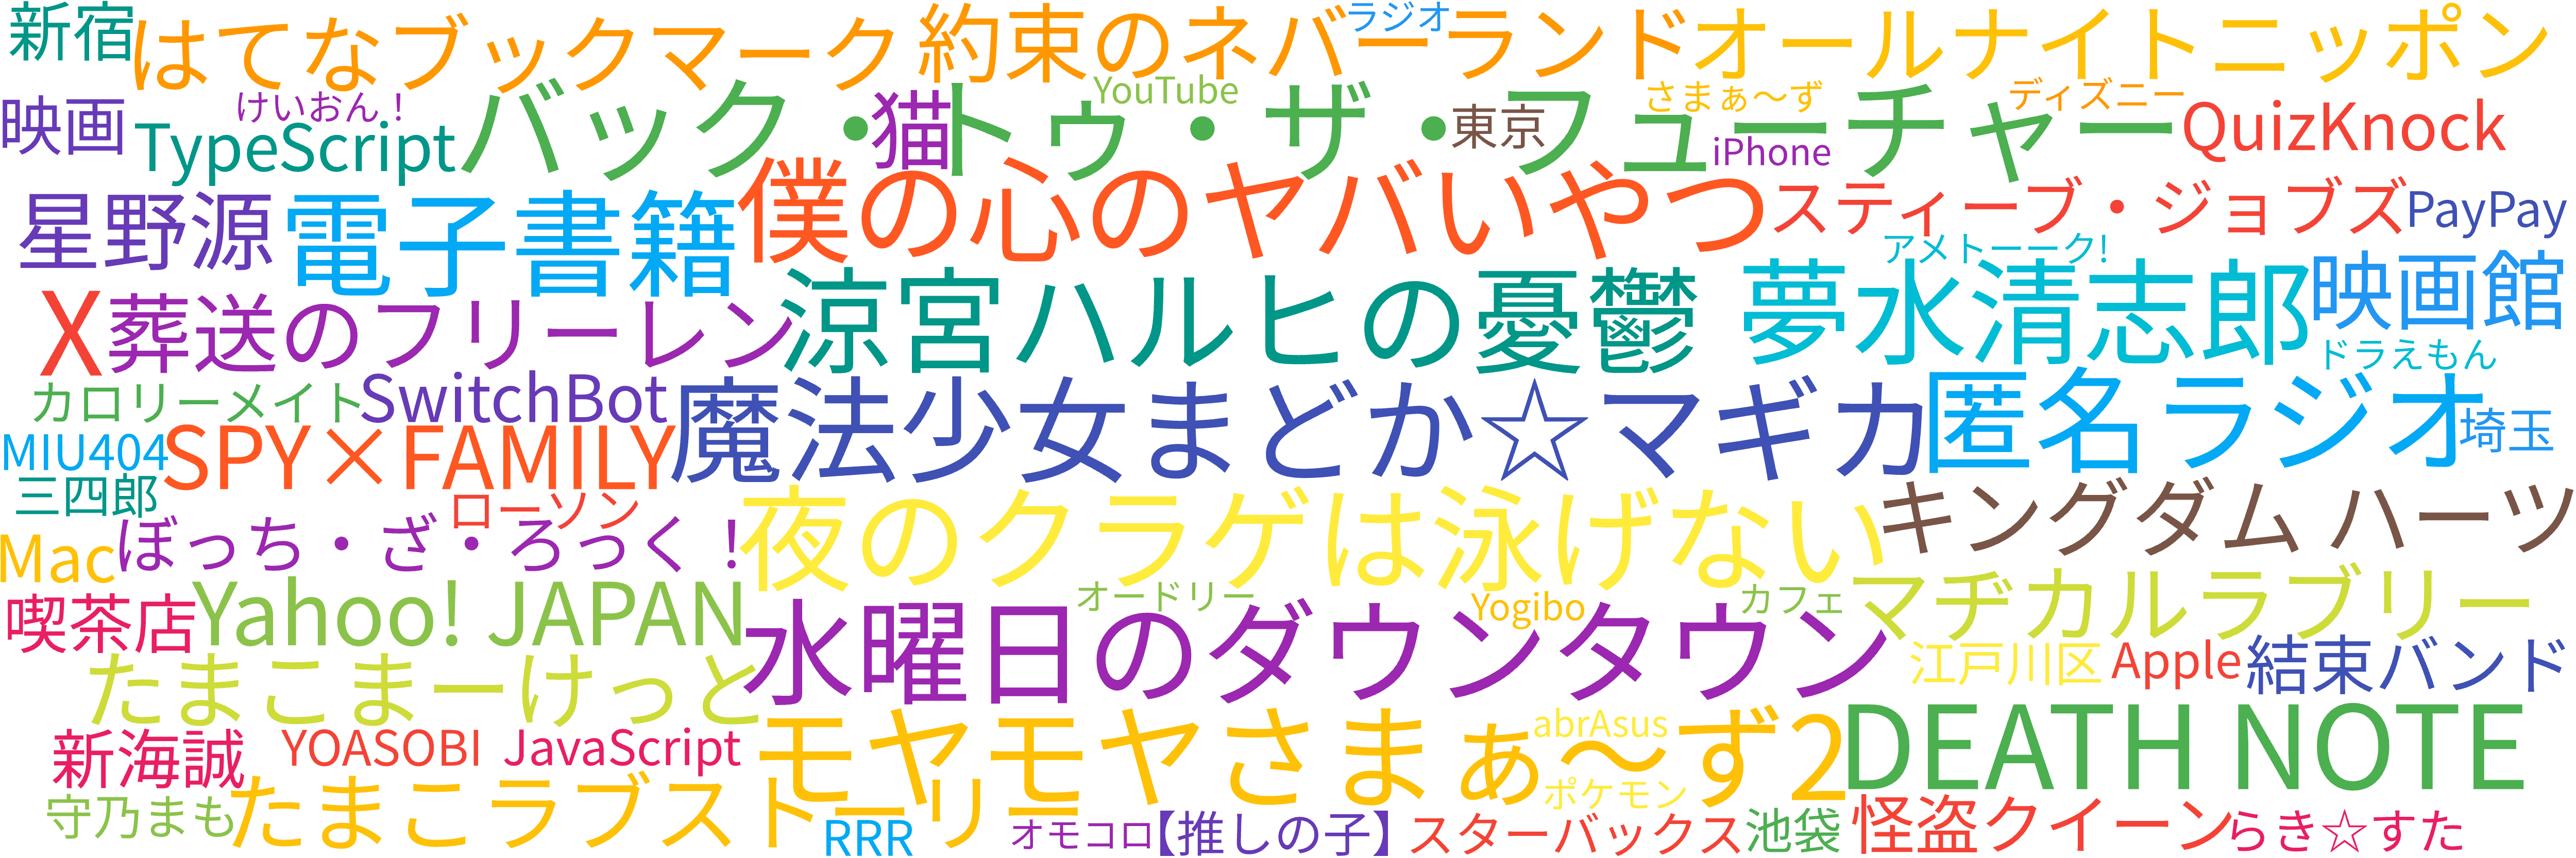 新宿
はてなブックマーク
約束のネバーランド
ラジオ
オールナイトニッポン
映画
けいおん！
TypeScript
バック・トゥ・ザ・フューチャー
猫
YouTube
東京
さまぁ～ず
iPhone
ディズニー
QuizKnock
星野源
電子書籍
僕の心のヤバいやつ
スティーブ・ジョブズ
PayPay
アメトーーク!
X
葬送のフリーレン
涼宮ハルヒの憂鬱
夢水清志郎
映画館
ドラえもん
カロリーメイト
SwitchBot
魔法少女まどか☆マギカ
匿名ラジオ
埼玉
MIU404
SPY×FAMILY
三四郎
ローソン
Mac
ぼっち・ざ・ろっく！
夜のクラゲは泳げない
キングダム ハーツ
喫茶店
Yahoo! JAPAN
水曜日のダウンタウン
オードリー
Yogibo
カフェ
マヂカルラブリー
たまこまーけっと
江戸川区
Apple
結束バンド
新海誠
YOASOBI
JavaScript
モヤモヤさまぁ～ず2
abrAsus
DEATH NOTE
守乃まも
たまこラブストーリー
RRR
オモコロ
【推しの子】
ポケモン
スターバックス
池袋
怪盗クイーン
らき☆すた